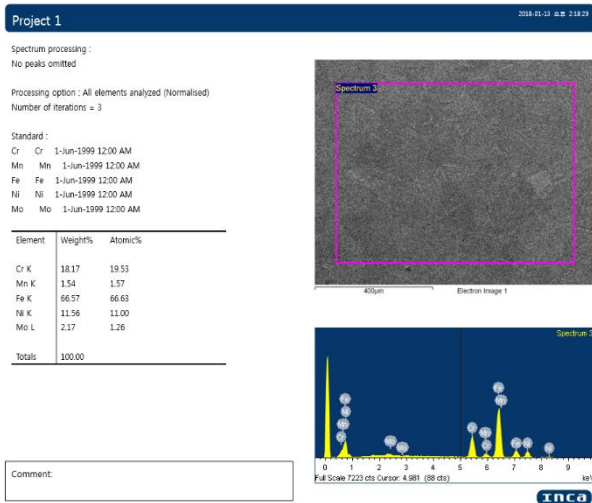 Project 1
2018-01-13 오후 2:18:29
Spectrum processing :
No peaks omitted
Processing option : All elements analyzed (Normalised)
Number of iterations = 3
Standard :
Cr Cr 1-Jun-1999 12:00 AM
Mn Mn 1-Jun-1999 12:00 AM
Fe Fe 1-Jun-1999 12:00 AM
Ni Ni 1-Jun-1999 12:00 AM
Mo Mo 1-Jun-1999 12:00 AM
Element Weight% Atomic%
Cr K 18.17 19.53
Mn K 1.54 1.57
Fe K 66.57 66.63
Ni K 11.56 11.00
Mo L 2.17 1.26
Totals 100.00
Comment:
Spectrum 3
400µm Electron Image 1
Spectrum 3
Fe
Ni
Mn
Cr
Mo
Mo
Cr
Mn
Cr
Fe
Mn
Fe
Ni
Ni
0 1 2 3 4 5 6 7 8 9
Full Scale 7223 cts Cursor: 4.981 (88 cts) keV
INCA